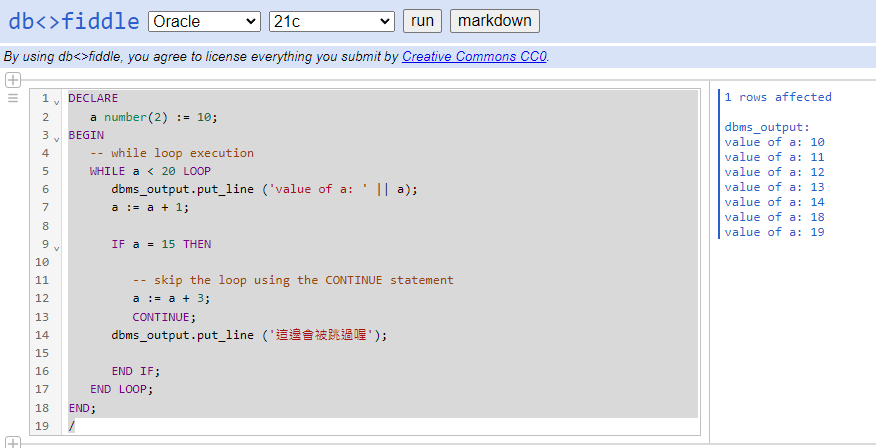 db<>fiddle Oracle 21c run markdown
By using db<>fiddle, you agree to license everything you submit by Creative Commons CC0.
1 DECLARE
2    a number(2) := 10;
3 BEGIN
4    -- while loop execution
5    WHILE a < 20 LOOP
6       dbms_output.put_line ('value of a: ' || a);
7       a := a + 1;
8
9       IF a = 15 THEN
10
11          -- skip the loop using the CONTINUE statement
12          a := a + 3;
13          CONTINUE;
14       dbms_output.put_line ('這邊會被跳過喔');
15
16       END IF;
17    END LOOP;
18 END;
19 /
1 rows affected
dbms_output:
value of a: 10
value of a: 11
value of a: 12
value of a: 13
value of a: 14
value of a: 18
value of a: 19